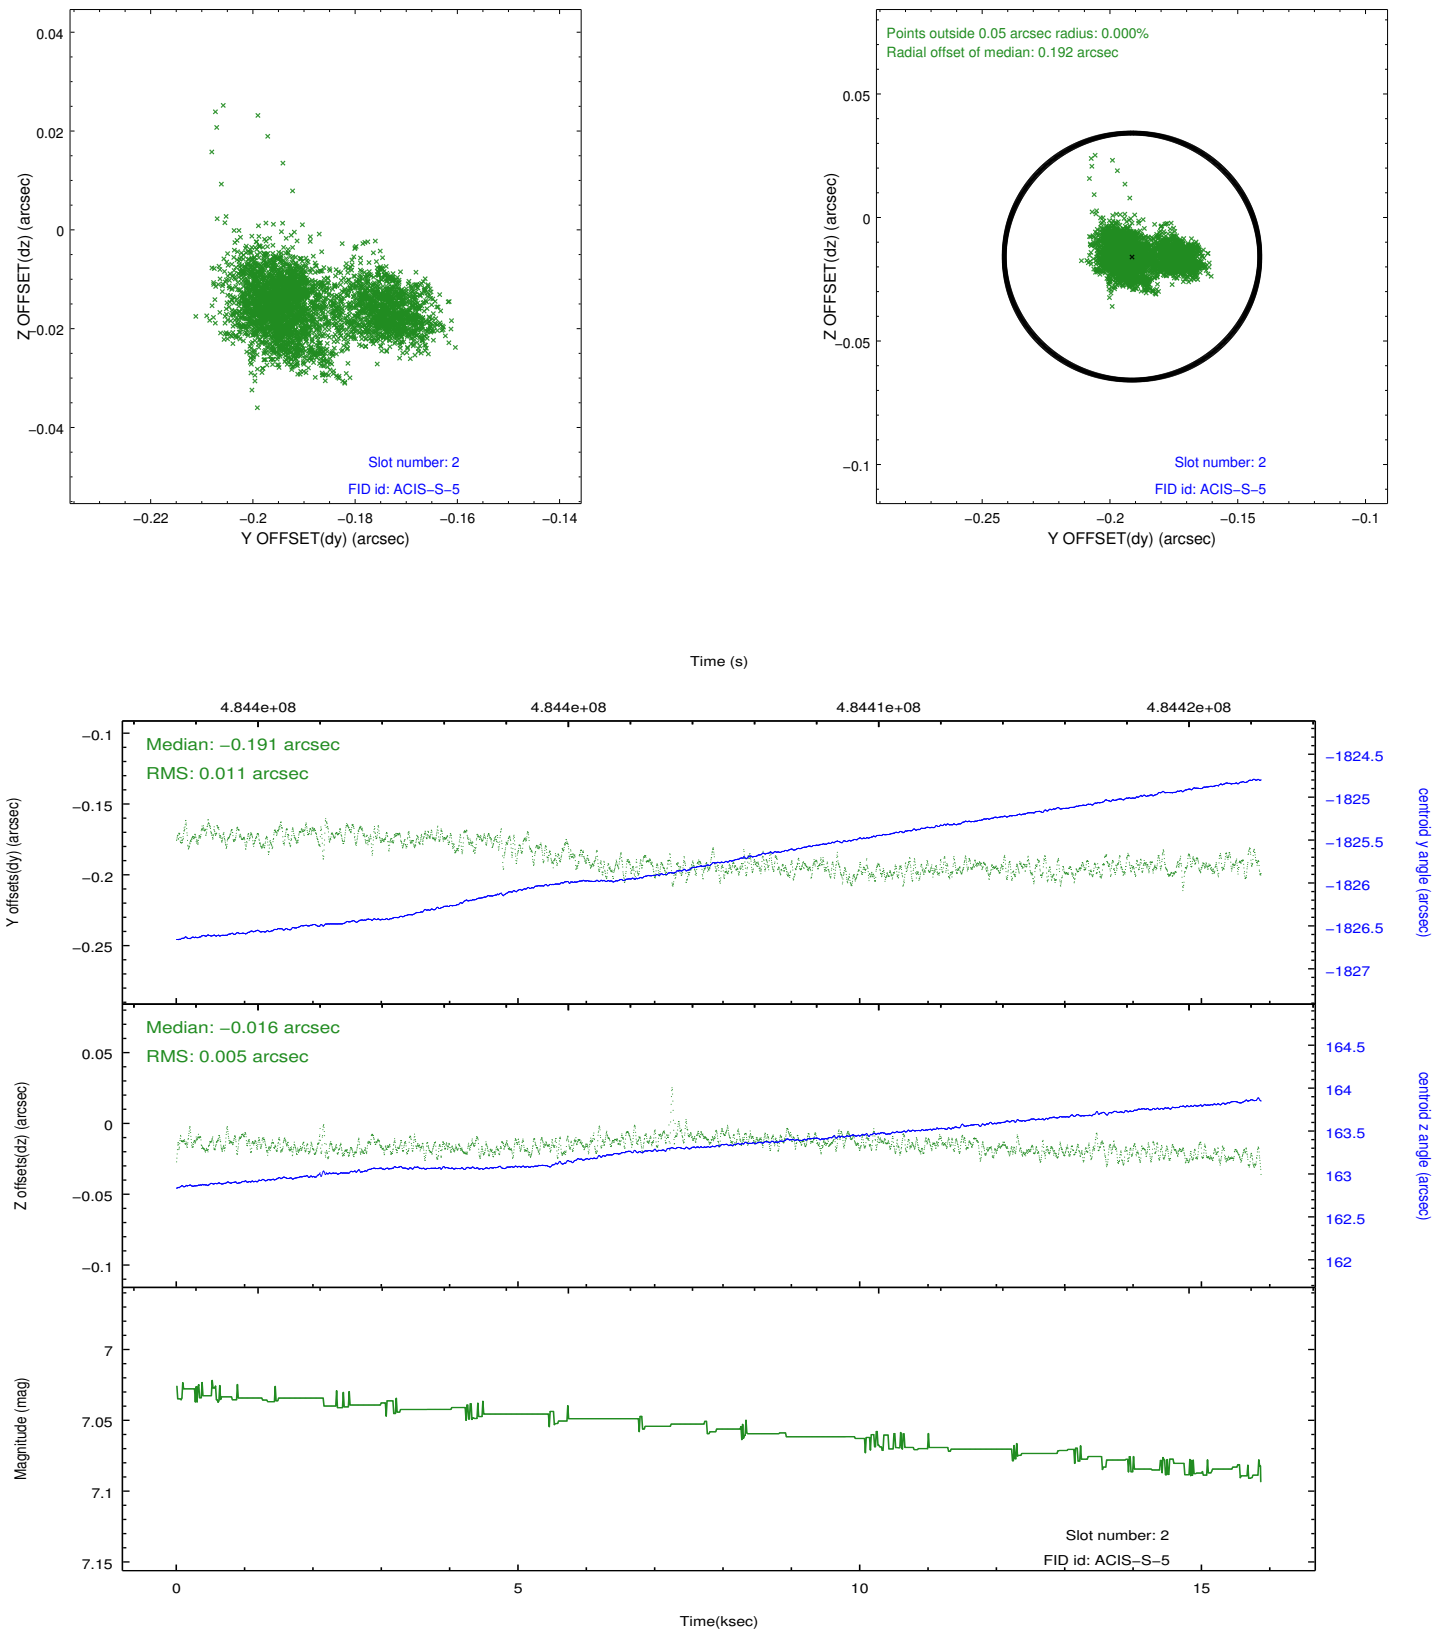 0.04
0.02
0
−0.02
−0.04
Z OFFSET(dz) (arcsec)
Slot number: 2
FID id: ACIS−S−5
−0.22
−0.2
−0.18
−0.16
−0.14
Y OFFSET(dy) (arcsec)
Points outside 0.05 arcsec radius: 0.000%
Radial offset of median: 0.192 arcsec
0.05
0
−0.05
−0.1
Z OFFSET(dz) (arcsec)
Slot number: 2
FID id: ACIS−S−5
−0.25
−0.2
−0.15
−0.1
Y OFFSET(dy) (arcsec)
Time (s)
4.844e+08
4.844e+08
4.8441e+08
4.8442e+08
Median: −0.191 arcsec
RMS: 0.011 arcsec
−0.1
−0.15
−0.2
−0.25
Y offsets(dy) (arcsec)
−1824.5
−1825
−1825.5
−1826
−1826.5
−1827
centroid y angle (arcsec)
Median: −0.016 arcsec
RMS: 0.005 arcsec
0.05
0
−0.05
−0.1
Z offsets(dz) (arcsec)
164.5
164
163.5
163
162.5
162
centroid z angle (arcsec)
7
7.05
7.1
7.15
Magnitude (mag)
Slot number: 2
FID id: ACIS−S−5
0
5
10
15
Time(ksec)